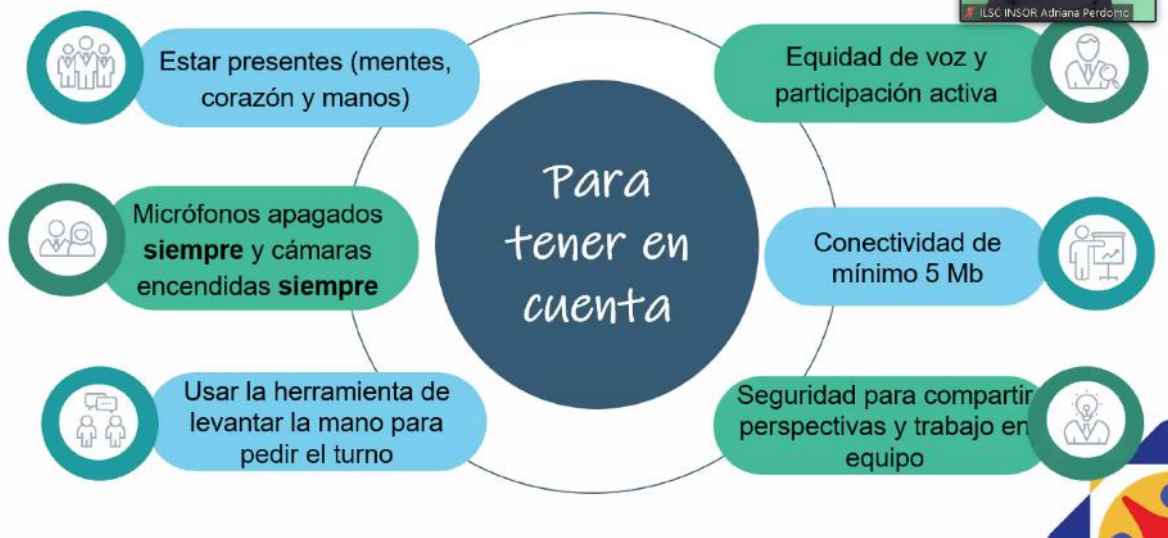 ILSC INSOR Adriana Perdomo
Estar presentes (mentes,
corazón y manos)
Micrófonos apagados
siempre y cámaras
encendidas siempre
Usar la herramienta de
levantar la mano para
pedir el turno
Para
tener en
cuenta
Equidad de voz y
participación activa
Conectividad de
mínimo 5 Mb
Seguridad para compartir
perspectivas y trabajo en
equipo